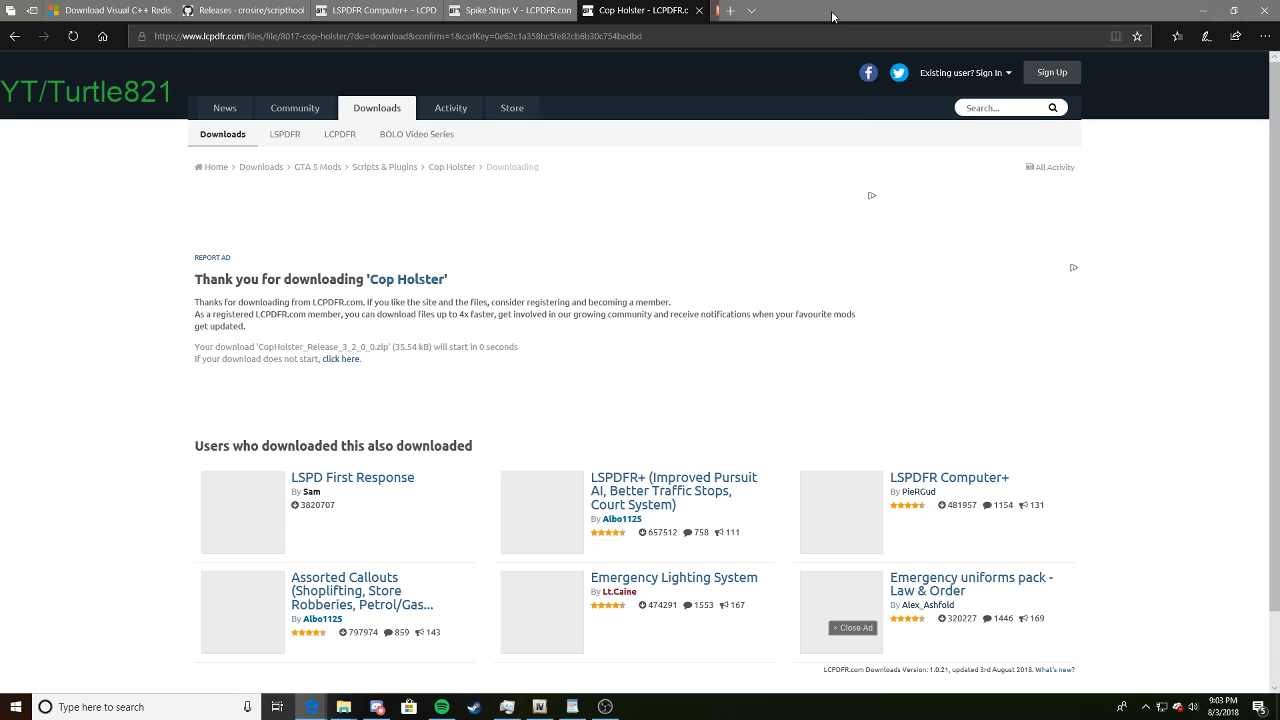 Microsoft - Official Home
LSPDFR - LCPD
Spike Strips V - LCPDFR.con
Cop Holster - LCPDFR.c
https://www.lcpdfr.com/files/file/8017-cop-holster/?do=download&confirm=1&csrfKey=0e62c1a358bc5fe82cb6b30c754bedbd
YT/Turtle821
Existing user? Sign In
Sign Up
News
Community
Downloads
Activity
Store
Search...
Downloads
LSPDFR
LCPDFR
BOLO Video Series
Home > Downloads > GTA 5 Mods > Scripts & Plugins > Cop Holster > Downloading
All Activity
REPORT AD
Thank you for downloading 'Cop Holster'
Thanks for downloading from LCPDFR.com. If you like the site and the files, consider registering and becoming a member.
As a registered LCPDFR.com member, you can download files up to 4x faster, get involved in our growing community and receive notifications when your favourite mods
get updated.
Your download 'CopHolster_Release_3_2_0_0.zip' (35.54 kB) will start in 0 seconds
If your download does not start, click here.
Users who downloaded this also downloaded
LSPD First Response
By Sam
3820707
LSPDFR+ (Improved Pursuit
AI, Better Traffic Stops,
Court System)
By Albo1125
657512 758 111
LSPDFR Computer+
By PieRGud
481957 1154 131
Assorted Callouts
(Shoplifting, Store
Robberies, Petrol/Gas...
By Albo1125
797974 859 143
Emergency Lighting System
By Lt.Caine
474291 1553 167
Emergency uniforms pack -
Law & Order
By Alex_Ashfold
320227 1446 169
× Close Ad
LCPDFR.com Downloads Version: 1.0.21, updated 3rd August 2018. What's new?
Type here to search
9:03 PM
8/3/2018